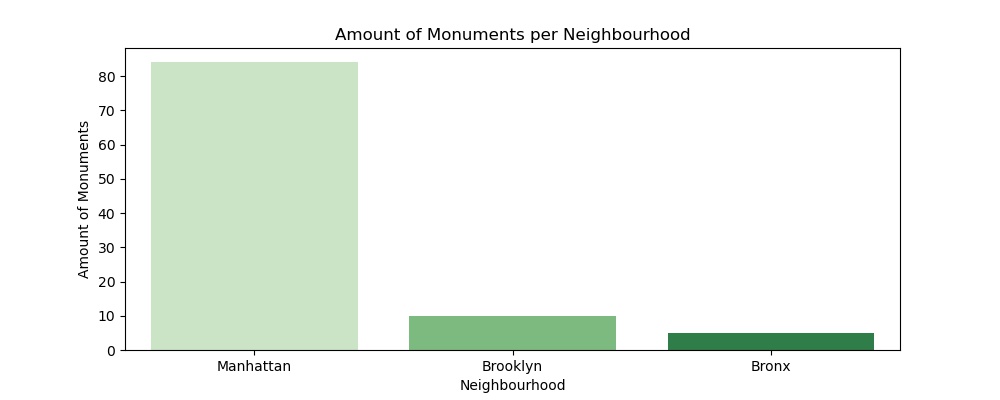 Amount of Monuments per Neighbourhood
Amount of Monuments
80
70
60
50
40
30
20
10
0
Manhattan Brooklyn Bronx
Neighbourhood